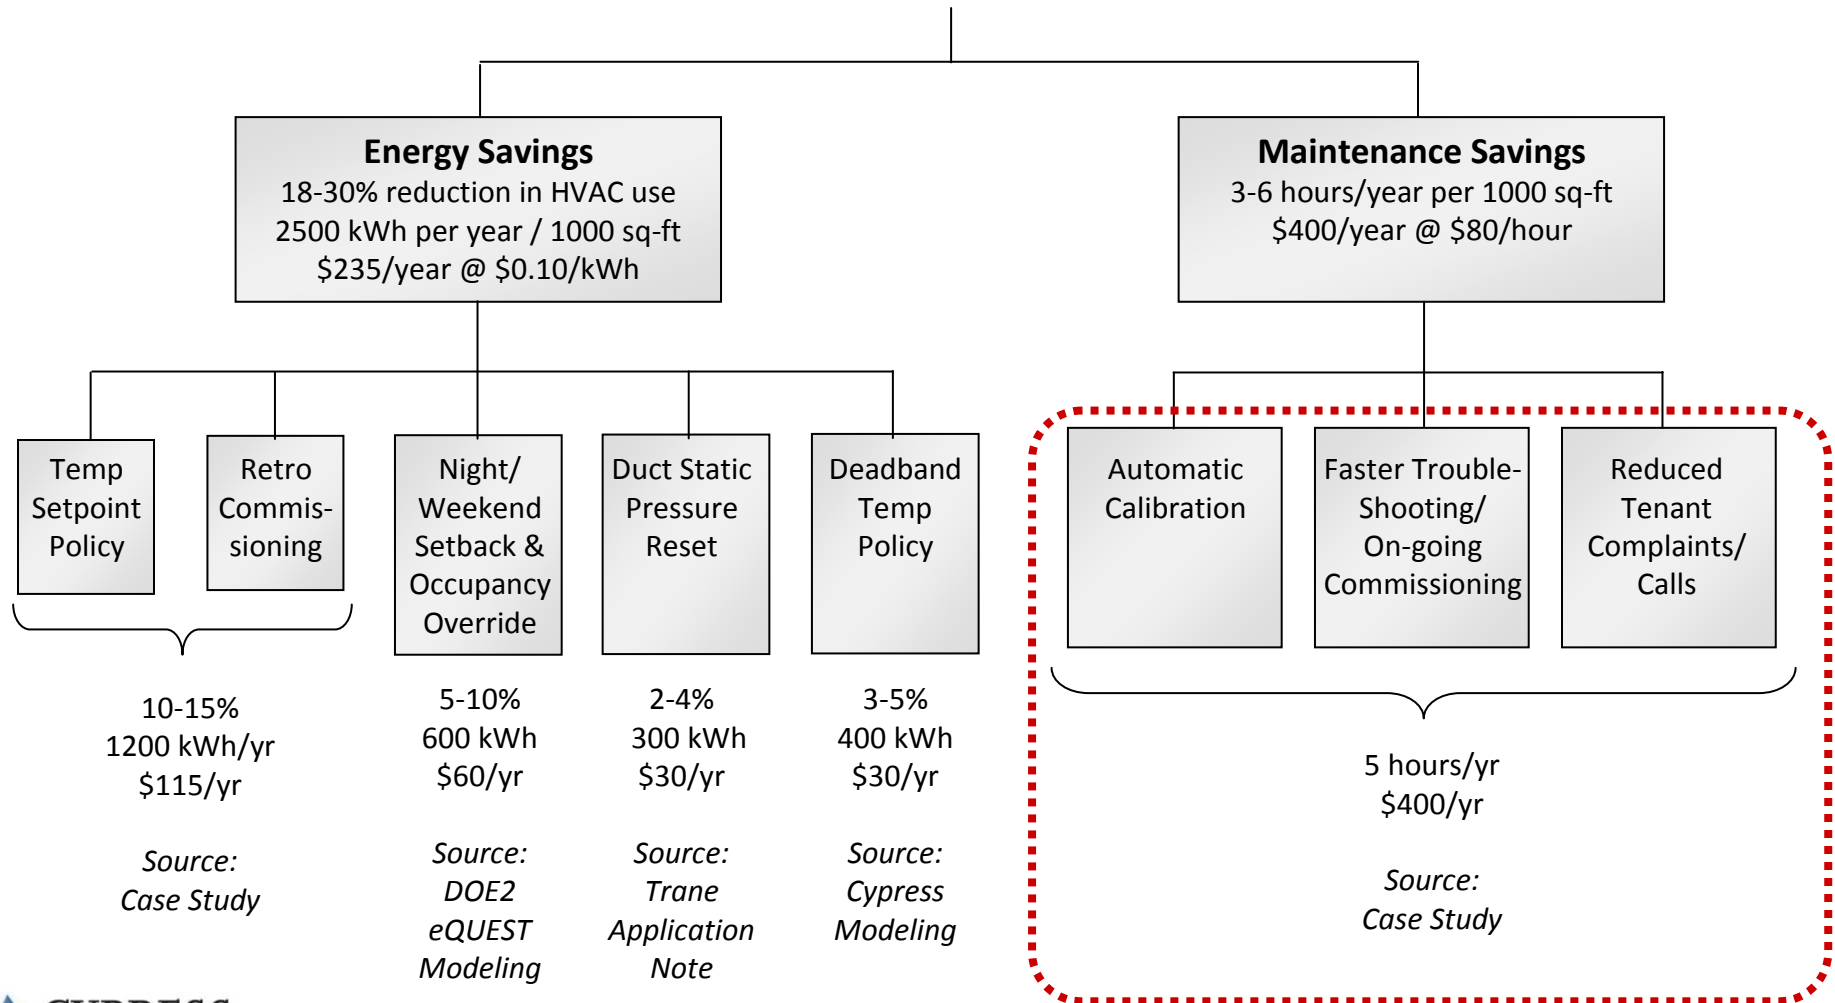 Energy Savings
18-30% reduction in HVAC use
2500 kWh per year / 1000 sq-ft
$235/year @ $0.10/kWh
Maintenance Savings
3-6 hours/year per 1000 sq-ft
$400/year @ $80/hour
Temp
Setpoint
Policy
Retro
Commis-
sioning
Night/
Weekend
Setback &
Occupancy
Override
Duct Static
Pressure
Reset
Deadband
Temp
Policy
Automatic
Calibration
Faster Trouble-
Shooting/
On-going
Commissioning
Reduced
Tenant
Complaints/
Calls
10-15%
1200 kWh/yr
$115/yr
Source:
Case Study
5-10%
600 kWh
$60/yr
Source:
DOE2
eQUEST
Modeling
2-4%
300 kWh
$30/yr
Source:
Trane
Application
Note
3-5%
400 kWh
$30/yr
Source:
Cypress
Modeling
5 hours/yr
$400/yr
Source:
Case Study
CYPRESS